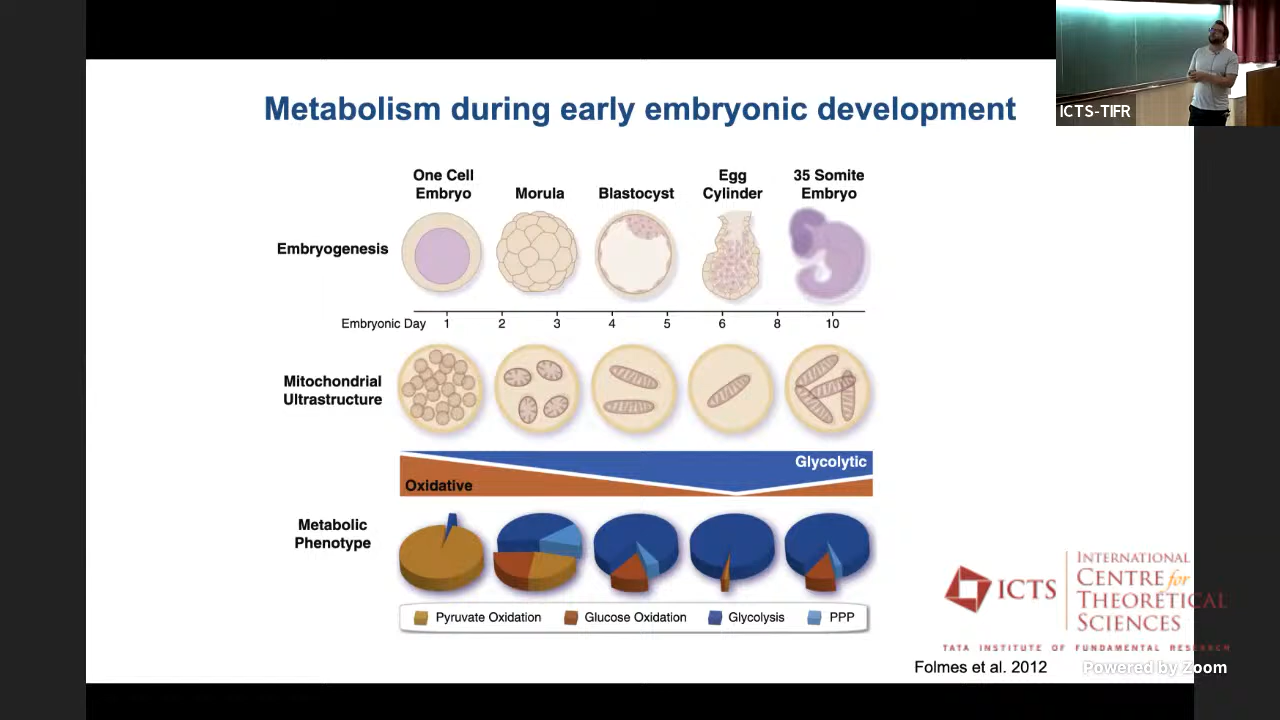 ICTS-TIFR
Metabolism during early embryonic development
One Cell
Embryo
Morula
Blastocyst
Egg
Cylinder
35 Somite
Embryo
Embryogenesis
Embryonic Day 1 2 3 4 5 6 8 10
Mitochondrial
Ultrastructure
Glycolytic
Oxidative
Metabolic
Phenotype
Pyruvate Oxidation Glucose Oxidation Glycolysis PPP
ICTS
INTERNATIONAL
CENTRE for
THEORETICAL
SCIENCES
TATA INSTITUTE OF FUNDAMENTAL RESEARCH
Folmes et al. 2012
Powered by Zoom